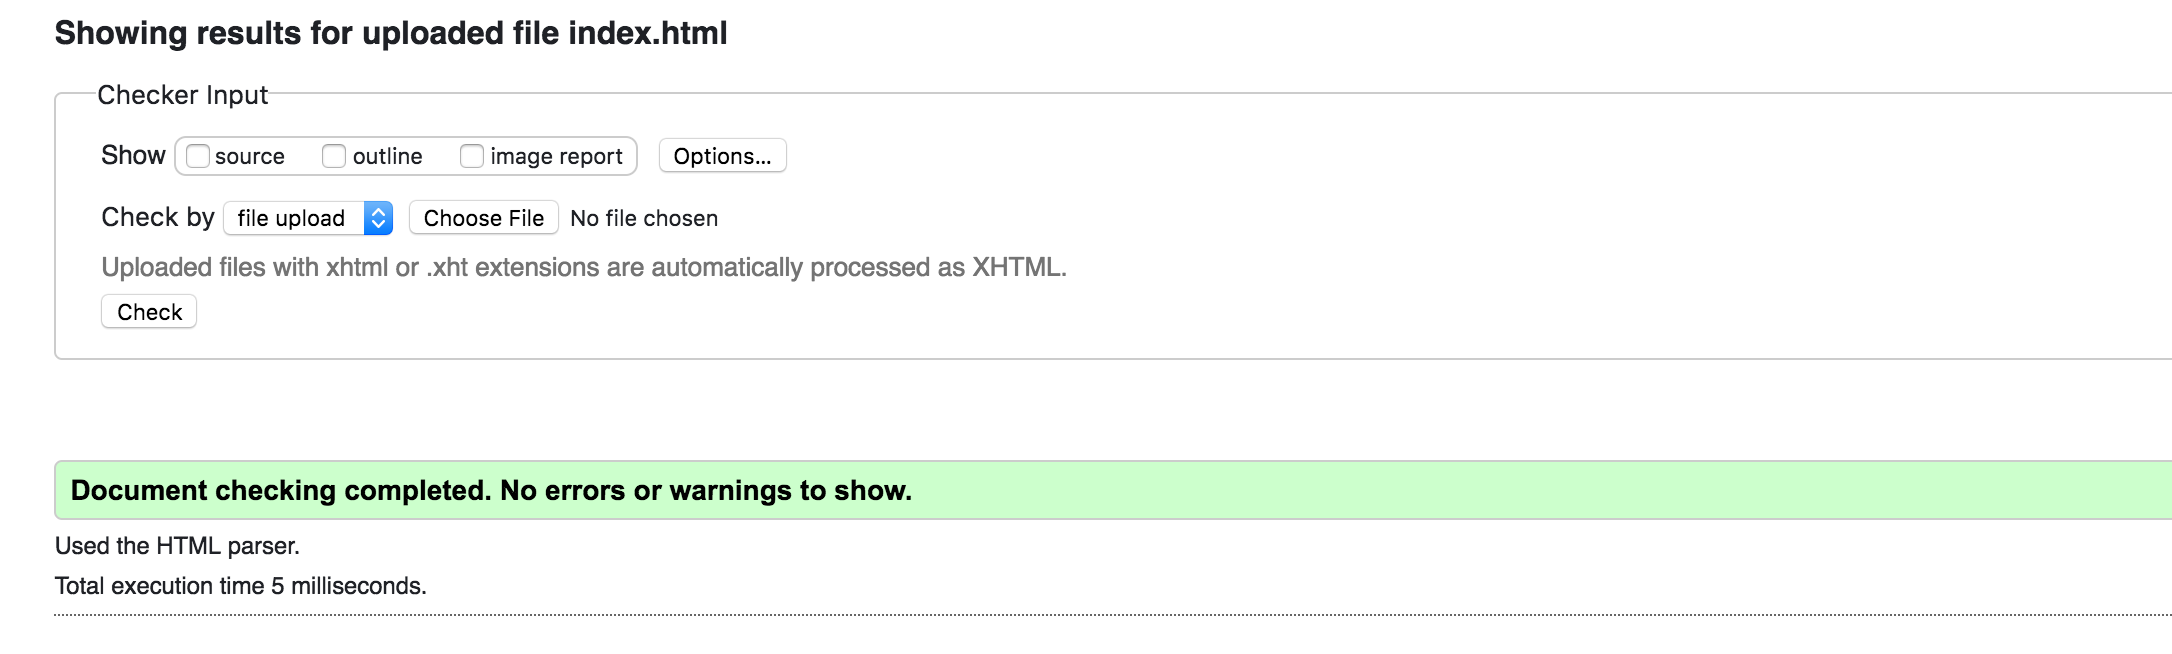 Showing results for uploaded file index.html
Checker Input
Show source outline image report Options...
Check by file upload Choose File No file chosen
Uploaded files with xhtml or .xht extensions are automatically processed as XHTML.
Check
Document checking completed. No errors or warnings to show.
Used the HTML parser.
Total execution time 5 milliseconds.